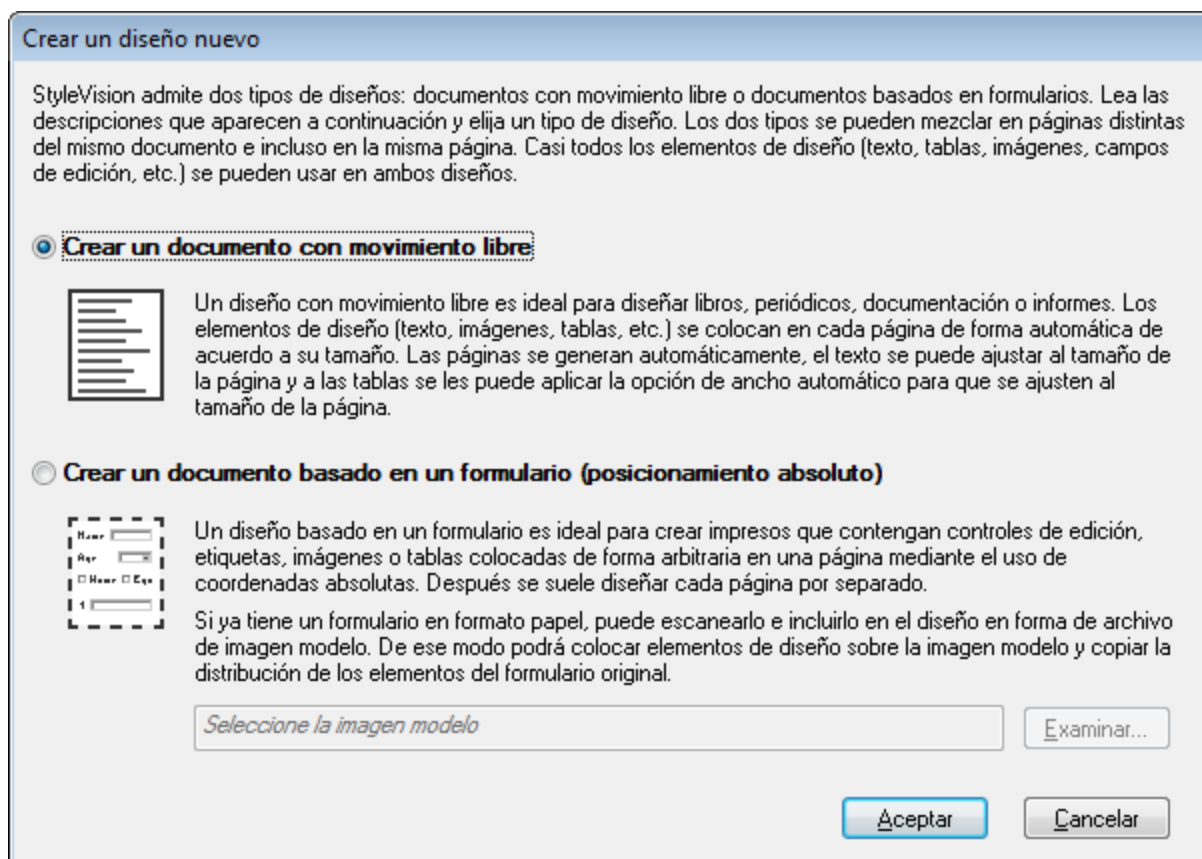 Crear un diseño nuevo
StyleVision admite dos tipos de diseños: documentos con movimiento libre o documentos basados en formularios. Lea las
descripciones que aparecen a continuación y elija un tipo de diseño. Los dos tipos se pueden mezclar en páginas distintas
del mismo documento e incluso en la misma página. Casi todos los elementos de diseño (texto, tablas, imágenes, campos
de edición, etc.) se pueden usar en ambos diseños.
Crear un documento con movimiento libre
Un diseño con movimiento libre es ideal para diseñar libros, periódicos, documentación o informes. Los
elementos de diseño (texto, imágenes, tablas, etc.) se colocan en cada página de forma automática de
acuerdo a su tamaño. Las páginas se generan automáticamente, el texto se puede ajustar al tamaño de
la página y a las tablas se les puede aplicar la opción de ancho automático para que se ajusten al
tamaño de la página.
Crear un documento basado en un formulario (posicionamiento absoluto)
Un diseño basado en un formulario es ideal para crear impresos que contengan controles de edición,
etiquetas, imágenes o tablas colocadas de forma arbitraria en una página mediante el uso de
coordenadas absolutas. Después se suele diseñar cada página por separado.
Si ya tiene un formulario en formato papel, puede escanearlo e incluirlo en el diseño en forma de archivo
de imagen modelo. De ese modo podrá colocar elementos de diseño sobre la imagen modelo y copiar la
distribución de los elementos del formulario original.
Seleccione la imagen modelo
Examinar...
Aceptar
Cancelar